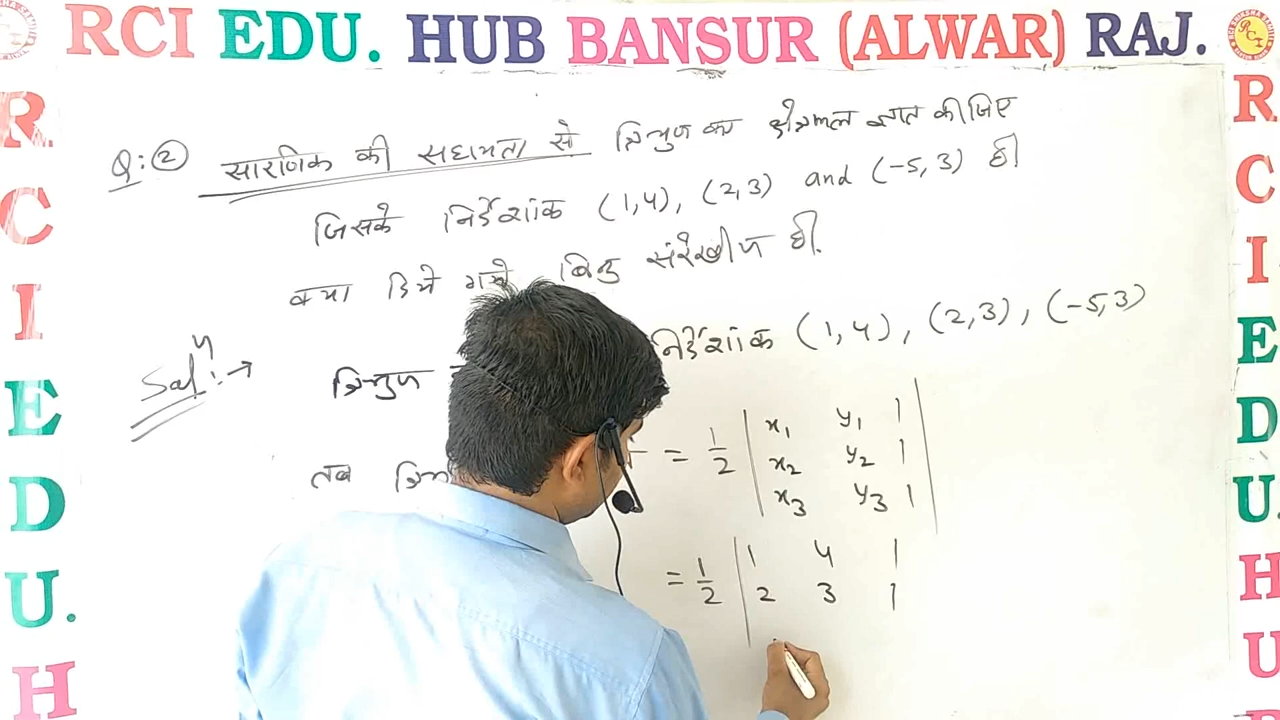 RCI EDU. HUB BANSUR (ALWAR) RAJ.
R
C
I
E
D
U.
H
R
C
I
E
D
U.
H
U
Q:② सारणिक की सहायता से त्रिभुज का क्षेत्रफल ज्ञात कीजिए
जिसके निर्देशांक (1,4), (2,3) and (-5,3) है।
क्या दिये गये बिन्दु संरेखीय है।
Solⁿ:→ त्रिभुज निर्देशांक (1,4), (2,3), (-5,3)
तब = 1/2 | x₁ y₁ 1
x₂ y₂ 1
x₃ y₃ 1 |
= 1/2 | 1 4 1
2 3 1